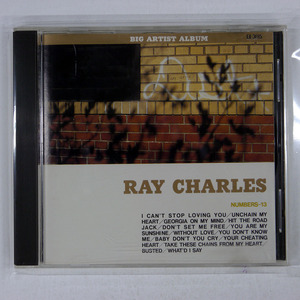 BIG ARTIST ALBUM
RAY CHARLES
NUMBERS-13
I CAN'T STOP LOVING YOU/UNCHAIN MY
HEART/GEORGIA ON MY MIND/HIT THE ROAD
JACK/DON'T SET ME FREE/YOU ARE MY
SUNSHINE/WITHOUT LOVE/YOU DON'T KNOW
ME/BABY DON'T YOU CRY/YOUR CHEATING
HEART/TAKE THESE CHAINS FROM MY HEART/
BUSTED/WHAT'D I SAY